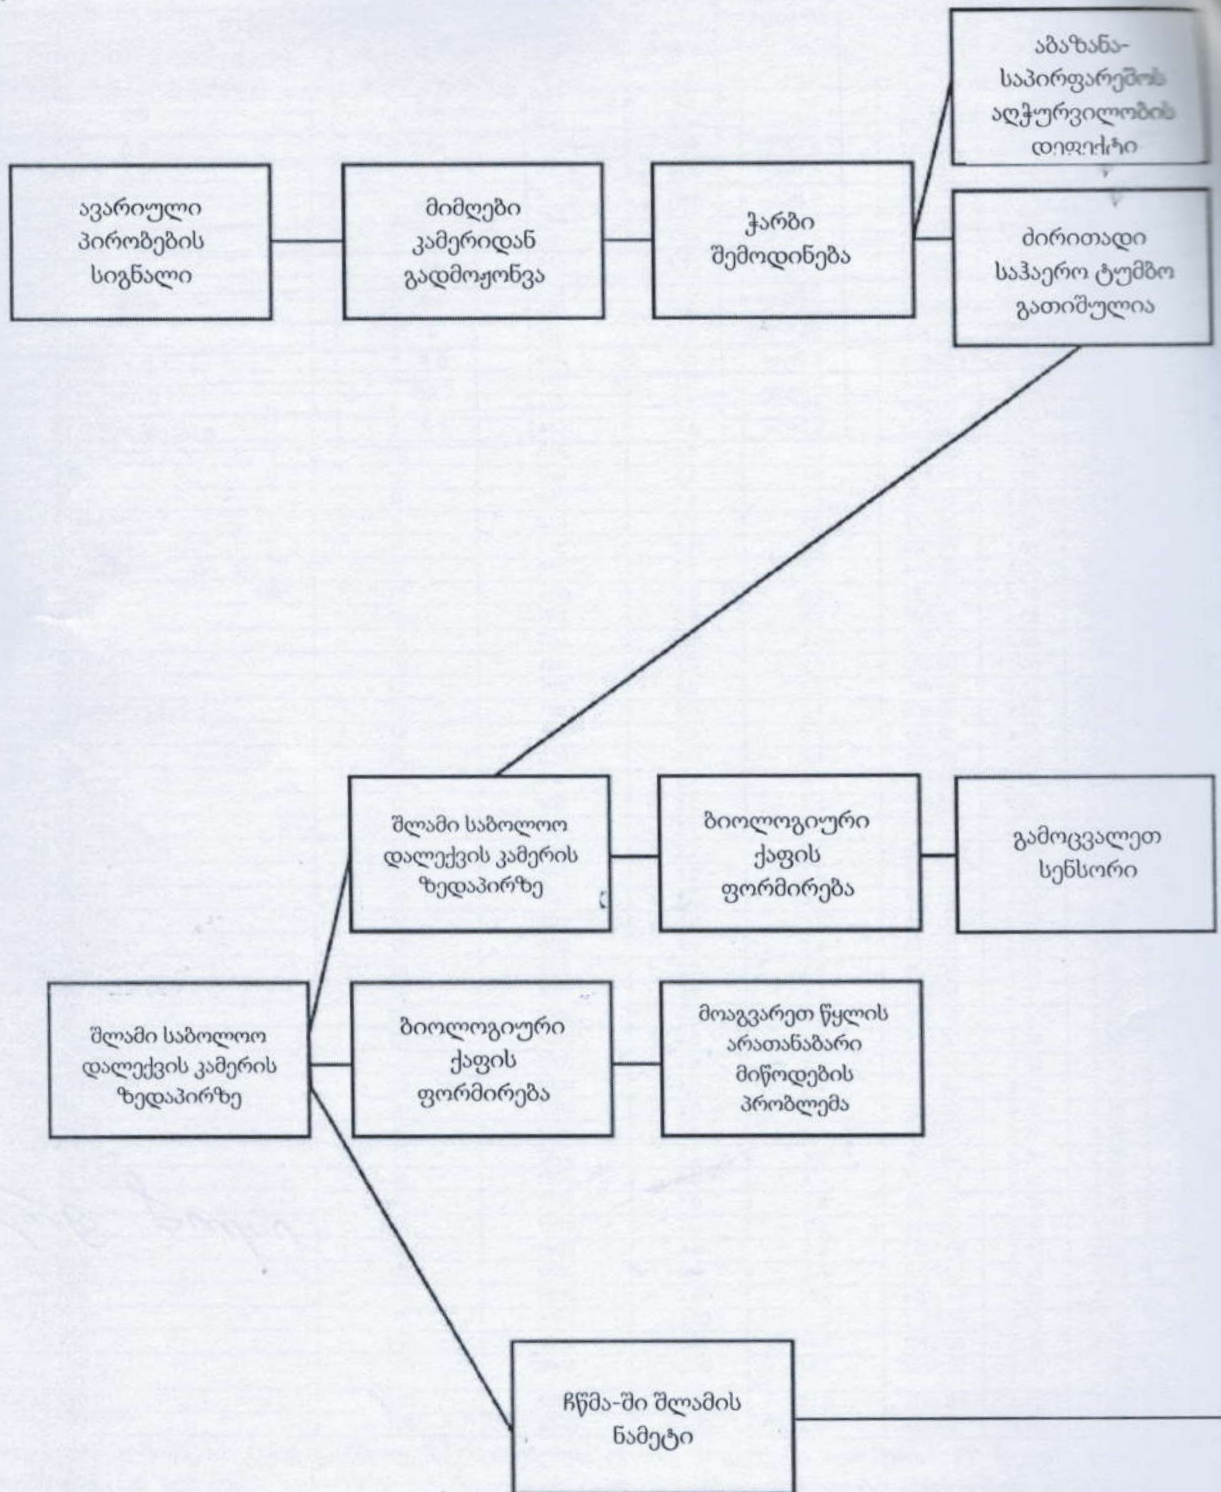 აბაზანა-
საპირფარეშოს
აღჭურვილობის
დეფექტი
ავარიული
პირობების
სიგნალი
მიმღები
კამერიდან
გადმოჟონვა
ჭარბი
შემოდინება
ძირითადი
საჰაერო ტუმბო
გათიშულია
შლამი საბოლოო
დალექვის კამერის
ზედაპირზე
ბიოლოგიური
ქაფის
ფორმირება
გამოცვალეთ
სენსორი
შლამი საბოლოო
დალექვის კამერის
ზედაპირზე
ბიოლოგიური
ქაფის
ფორმირება
მოაგვარეთ წყლის
არათანაბარი
მიწოდების
პრობლემა
ჩწმა-ში შლამის
ნამეტი